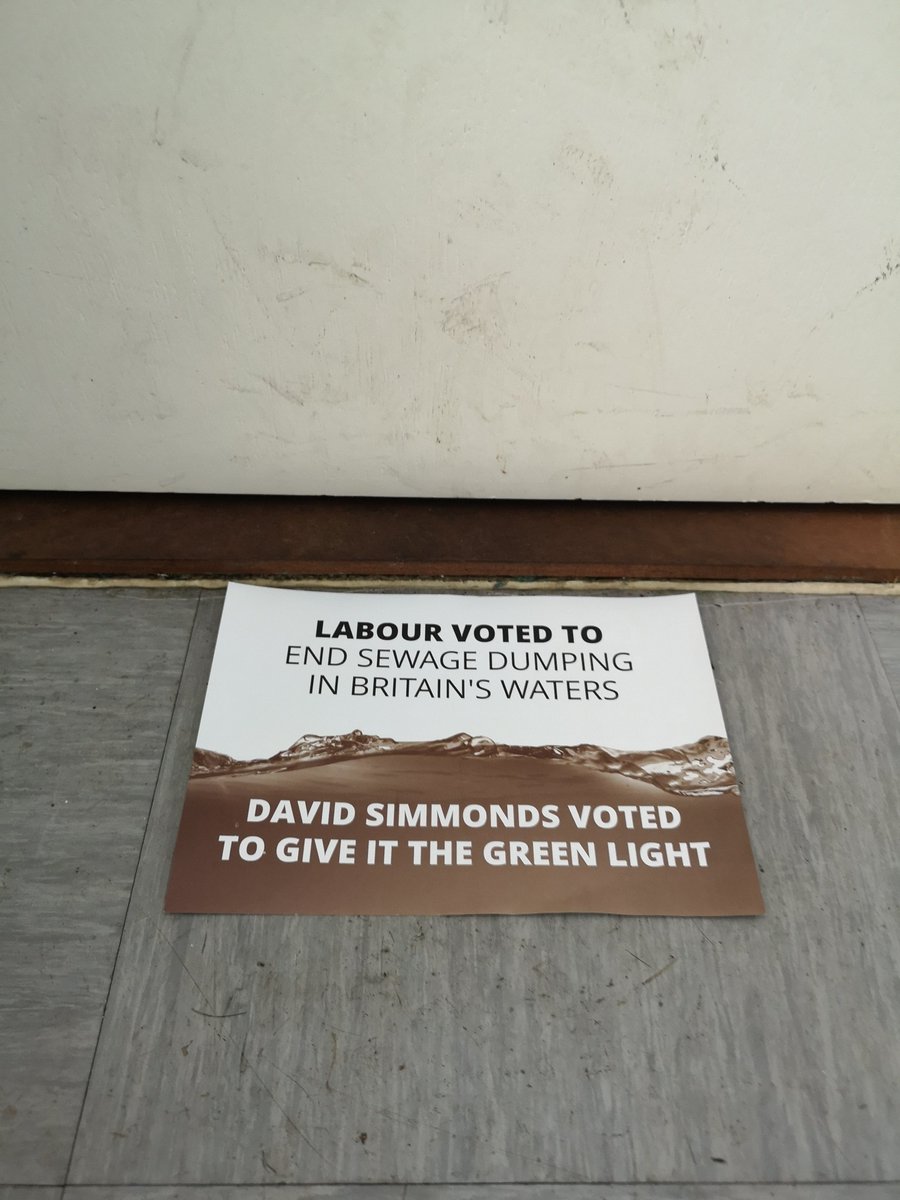 LABOUR VOTED TO
END SEWAGE DUMPING
IN BRITAIN'S WATERS
DAVID SIMMONDS VOTED
TO GIVE IT THE GREEN LIGHT